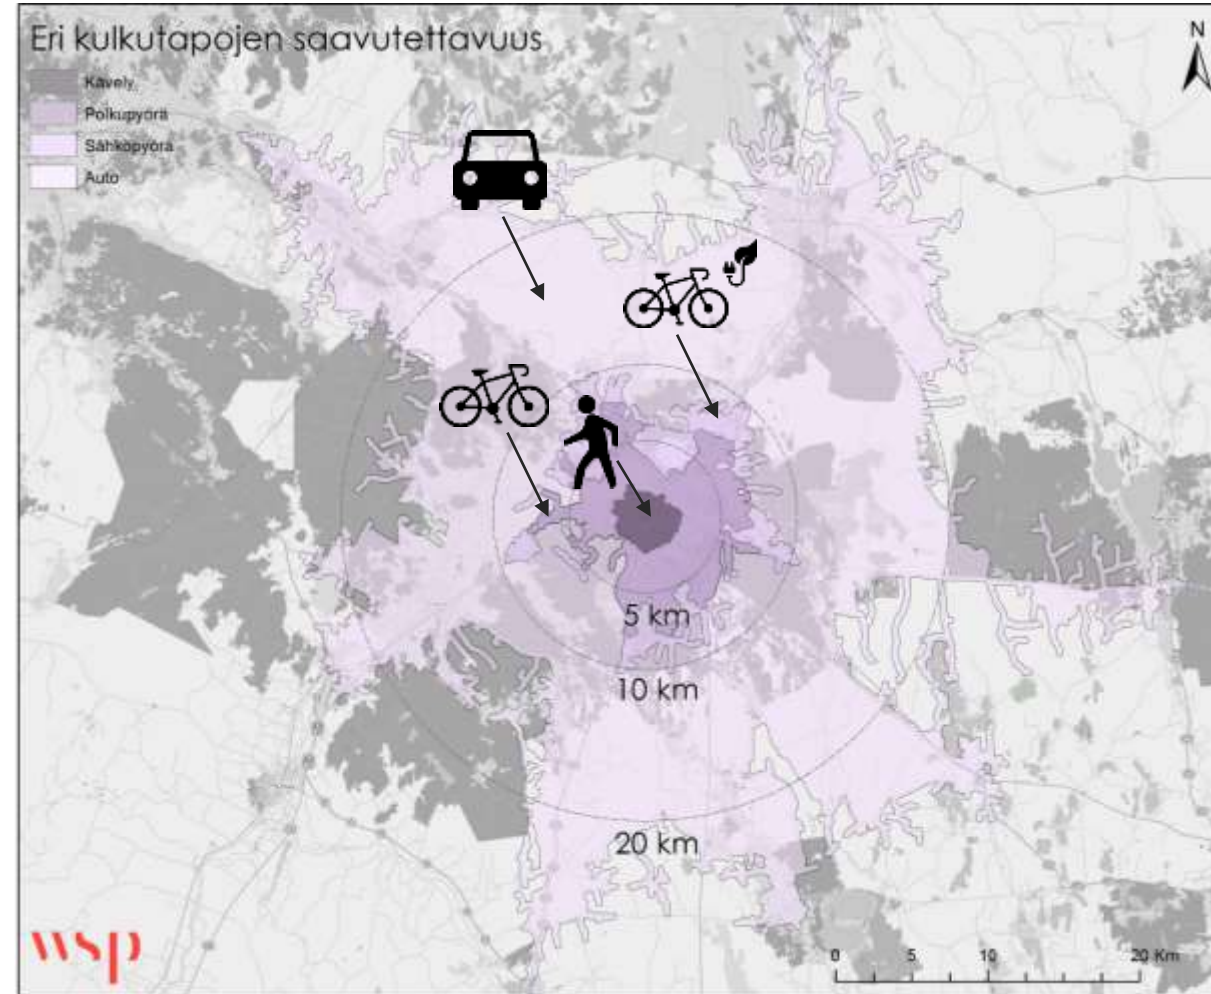 Eri kulkutapojen saavutettavuus
N
Kävely
Polkupyörä
Sähköpyörä
Auto
5 km
10 km
20 km
wsp
0 5 10 20 Km